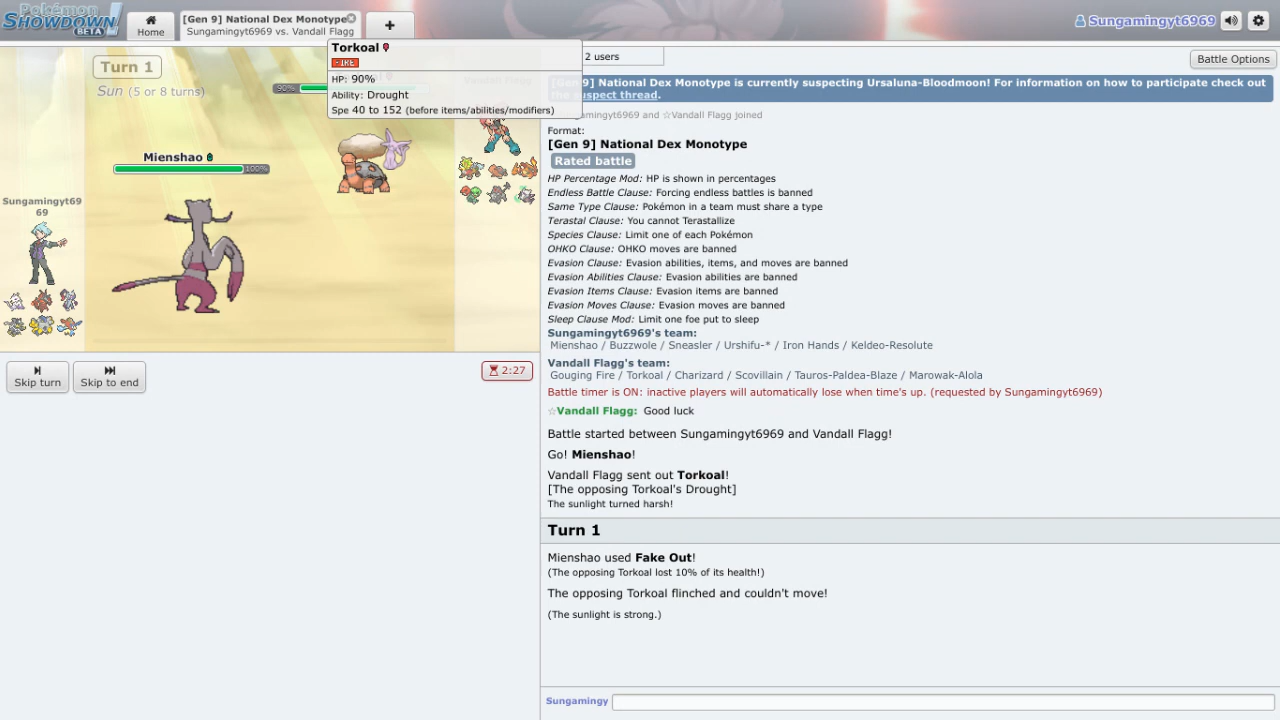 Pokémon
SHOWDOWN!
BETA
Home
[Gen 9] National Dex Monotype
Sungamingyt6969 vs. Vandall Flagg
+
Sungamingyt6969
Turn 1
Sun (5 or 8 turns)
Torkoal
FIRE
HP: 90%
Ability: Drought
Spe 40 to 152 (before items/abilities/modifiers)
90%
Mienshao
100%
Sungamingyt69
69
Skip turn
Skip to end
2:27
2 users
Battle Options
[Gen 9] National Dex Monotype is currently suspecting Ursaluna-Bloodmoon! For information on how to participate check out
the suspect thread.
gamingyt6969 and ☆Vandall Flagg joined
Format:
[Gen 9] National Dex Monotype
Rated battle
HP Percentage Mod: HP is shown in percentages
Endless Battle Clause: Forcing endless battles is banned
Same Type Clause: Pokémon in a team must share a type
Terastal Clause: You cannot Terastallize
Species Clause: Limit one of each Pokémon
OHKO Clause: OHKO moves are banned
Evasion Clause: Evasion abilities, items, and moves are banned
Evasion Abilities Clause: Evasion abilities are banned
Evasion Items Clause: Evasion items are banned
Evasion Moves Clause: Evasion moves are banned
Sleep Clause Mod: Limit one foe put to sleep
Sungamingyt6969's team:
Mienshao / Buzzwole / Sneasler / Urshifu-* / Iron Hands / Keldeo-Resolute
Vandall Flagg's team:
Gouging Fire / Torkoal / Charizard / Scovillain / Tauros-Paldea-Blaze / Marowak-Alola
Battle timer is ON: inactive players will automatically lose when time's up. (requested by Sungamingyt6969)
☆Vandall Flagg: Good luck
Battle started between Sungamingyt6969 and Vandall Flagg!
Go! Mienshao!
Vandall Flagg sent out Torkoal!
[The opposing Torkoal's Drought]
The sunlight turned harsh!
Turn 1
Mienshao used Fake Out!
(The opposing Torkoal lost 10% of its health!)
The opposing Torkoal flinched and couldn't move!
(The sunlight is strong.)
Sungamingy